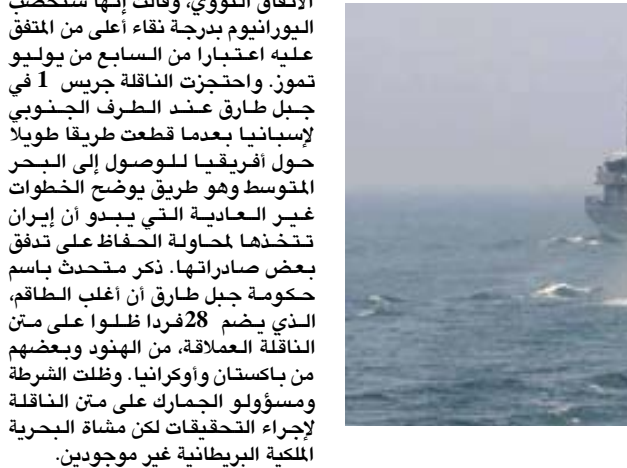 الاتفاق النووي، وقالت إنها ستخصب
اليورانيوم بدرجة نقاء أعلى من المتفق
عليه اعتبارا من السابع من يوليو
تموز. واحتجزت الناقلة جريس 1 في
جبل طارق عند الطرف الجنوبي
لإسبانيا بعدما قطعت طريقا طويلا
حول أفريقيا للوصول إلى البحر
المتوسط وهو طريق يوضح الخطوات
غير العادية التي يبدو أن إيران
تتخذها لمحاولة الحفاظ على تدفق
بعض صادراتها. ذكر متحدث باسم
حكومة جبل طارق أن أغلب الطاقم،
الذي يضم 28فردا ظلوا على متن
الناقلة العملاقة، من الهنود وبعضهم
من باكستان وأوكرانيا. وظلت الشرطة
ومسؤولو الجمارك على متن الناقلة
لإجراء التحقيقات لكن مشاة البحرية
الملكية البريطانية غير موجودين.